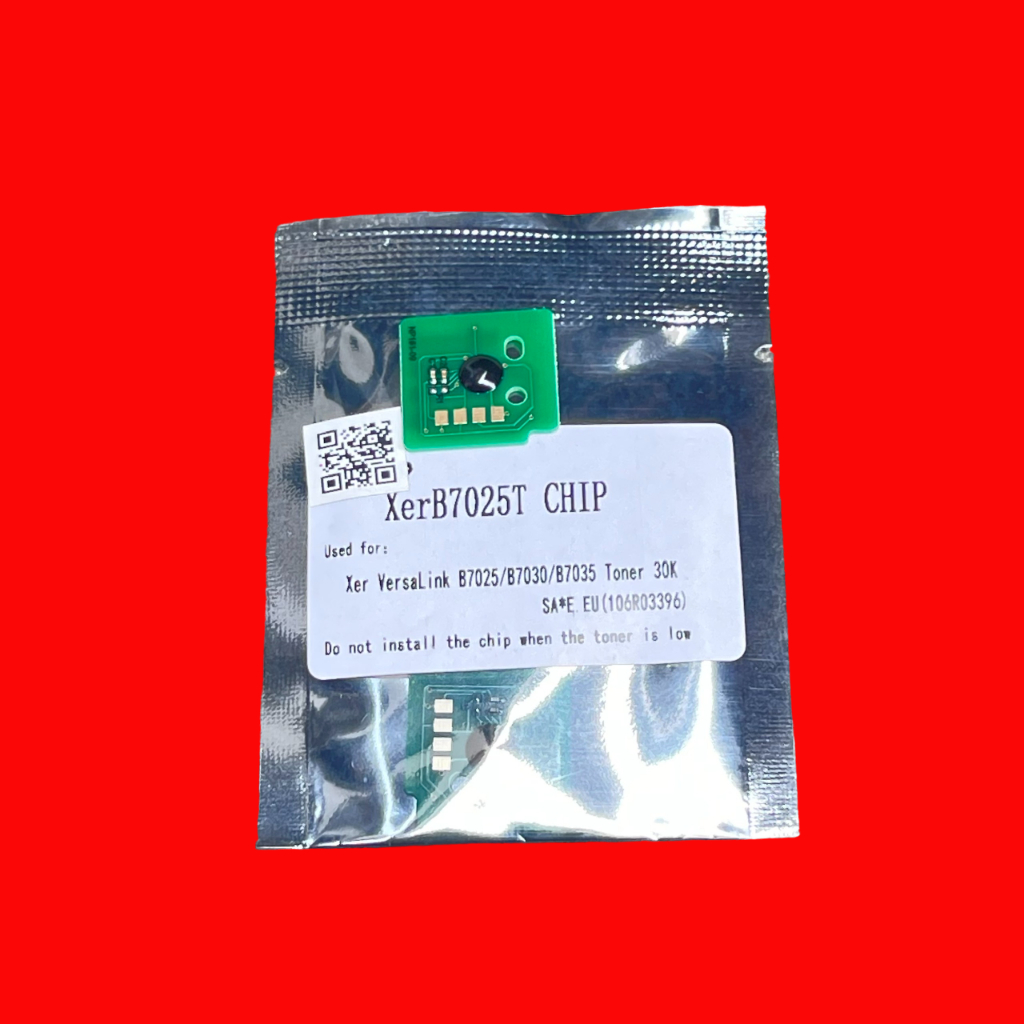 XerB7025T CHIP
Used for:
Xer VersaLink B7025/B7030/B7035 Toner 30K
SA*E. EU(106R03396)
Do not install the chip when the toner is low